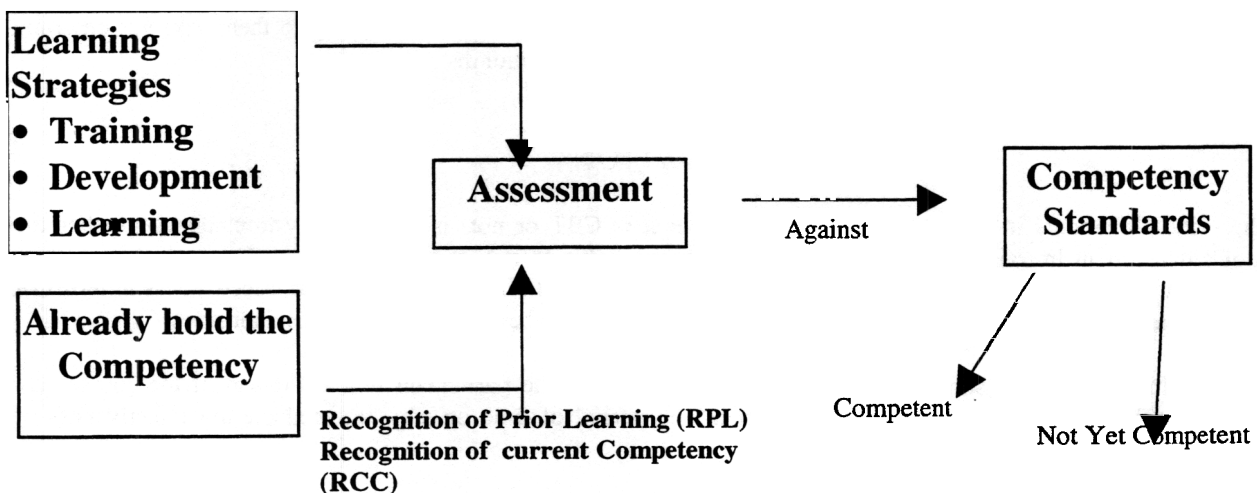 Learning
Strategies
• Training
• Development
• Learning
or
Already hold the
Competency
Assessment
Recognition of Prior Learning (RPL)
Recognition of current Competency
(RCC)
Against
Competency
Standards
Competent
Not Yet Competent